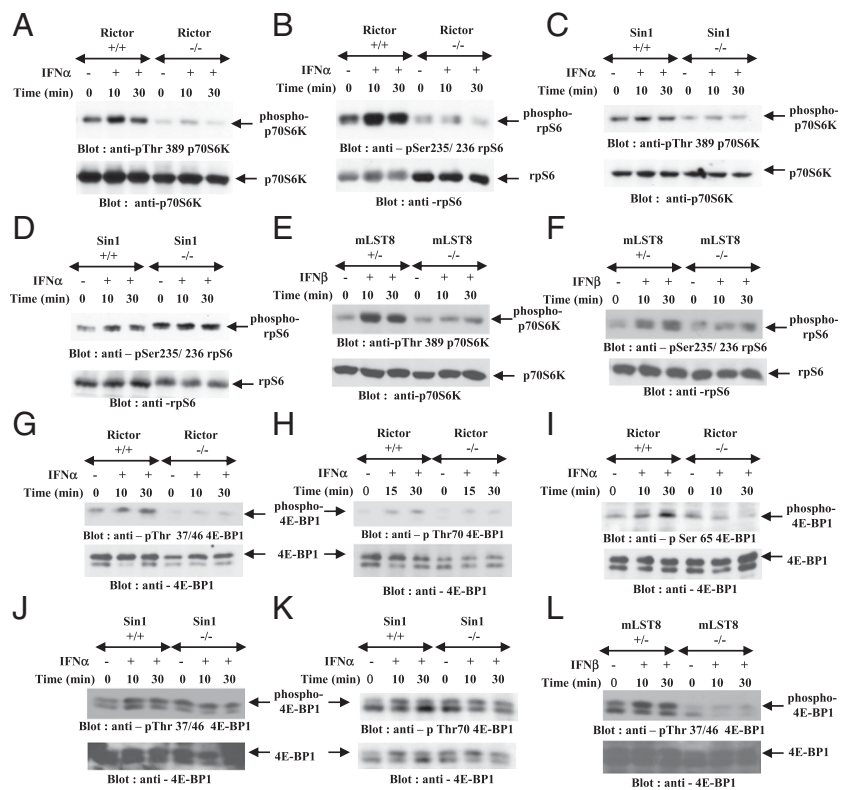 A
Rictor Rictor
+/+ -/-
IFNα - + + - + +
Time (min) 0 10 30 0 10 30
phospho-
p70S6K
Blot : anti-pThr 389 p70S6K
p70S6K
Blot : anti-p70S6K
B
Rictor Rictor
+/+ -/-
IFNα - + + - + +
Time (min) 0 10 30 0 10 30
phospho-
rpS6
Blot : anti – pSer235/ 236 rpS6
rpS6
Blot : anti -rpS6
C
Sin1 Sin1
+/+ -/-
IFNα - + + - + +
Time (min) 0 10 30 0 10 30
phospho-
p70S6K
Blot : anti-pThr 389 p70S6K
p70S6K
Blot : anti-p70S6K
D
Sin1 Sin1
+/+ -/-
IFNα - + + - + +
Time (min) 0 10 30 0 10 30
phospho-
rpS6
Blot : anti – pSer235/ 236 rpS6
rpS6
Blot : anti -rpS6
E
mLST8 mLST8
+/- -/-
IFNβ - + + - + +
Time (min) 0 10 30 0 10 30
phospho-
p70S6K
Blot : anti-pThr 389 p70S6K
p70S6K
Blot : anti-p70S6K
F
mLST8 mLST8
+/- -/-
IFNβ - + + - + +
Time (min) 0 10 30 0 10 30
phospho-
rpS6
Blot : anti – pSer235/ 236 rpS6
rpS6
Blot : anti -rpS6
G
Rictor Rictor
+/+ -/-
IFNα - + + - + +
Time (min) 0 10 30 0 10 30
phospho-
4E-BP1
Blot : anti – pThr 37/46 4E-BP1
4E-BP1
Blot : anti - 4E-BP1
H
Rictor Rictor
+/+ -/-
IFNα - + + - + +
Time (min) 0 15 30 0 15 30
Blot : anti – p Thr70 4E-BP1
Blot : anti - 4E-BP1
I
Rictor Rictor
+/+ -/-
IFNα - + + - + +
Time (min) 0 10 30 0 10 30
phospho-
4E-BP1
Blot : anti – p Ser 65 4E-BP1
4E-BP1
Blot : anti - 4E-BP1
J
Sin1 Sin1
+/+ -/-
IFNα - + + - + +
Time (min) 0 10 30 0 10 30
phospho-
4E-BP1
Blot : anti – pThr 37/46 4E-BP1
4E-BP1
Blot : anti - 4E-BP1
K
Sin1 Sin1
+/+ -/-
IFNα - + + - + +
Time (min) 0 10 30 0 10 30
Blot : anti – p Thr70 4E-BP1
Blot : anti - 4E-BP1
L
mLST8 mLST8
+/- -/-
IFNβ - + + - + +
Time (min) 0 10 30 0 10 30
phospho-
4E-BP1
Blot : anti – pThr 37/46 4E-BP1
4E-BP1
Blot : anti - 4E-BP1